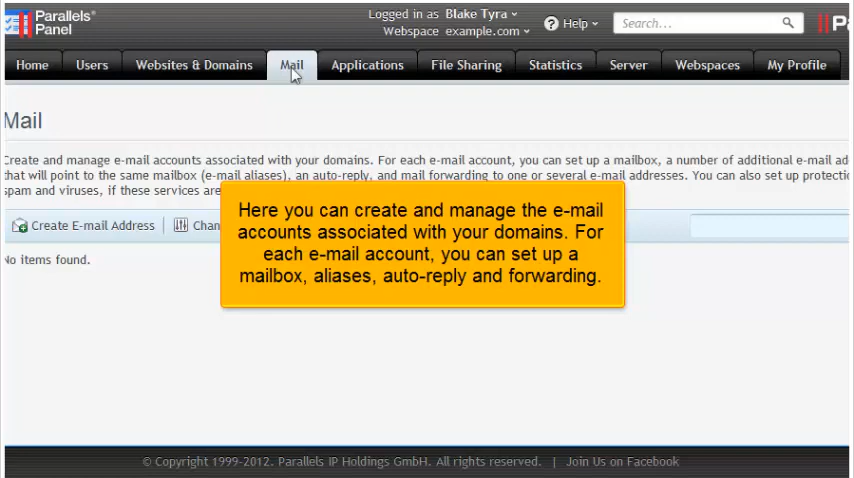 Parallels® Panel
Logged in as Blake Tyra
Webspace example.com
Help
Search...
Home Users Websites & Domains Mail Applications File Sharing Statistics Server Webspaces My Profile
Mail
Create and manage e-mail accounts associated with your domains. For each e-mail account, you can set up a mailbox, a number of additional e-mail
that will point to the same mailbox (e-mail aliases), an auto-reply, and mail forwarding to one or several e-mail addresses. You can also set up
spam and viruses, if these services are
Create E-mail Address
No items found.
Here you can create and manage the e-mail
accounts associated with your domains. For
each e-mail account, you can set up a
mailbox, aliases, auto-reply and forwarding.
© Copyright 1999-2012. Parallels IP Holdings GmbH. All rights reserved. | Join Us on Facebook